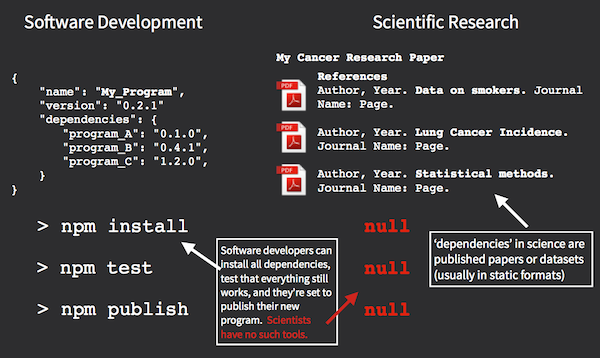 Software Development
Scientific Research
{
"name": "My_Program",
"version": "0.2.1"
"dependencies": {
"program_A": "0.1.0",
"program_B": "0.4.1",
"program_C": "1.2.0",
}
}
My Cancer Research Paper
References
PDF
Author, Year. Data on smokers. Journal
Name: Page.
PDF
Author, Year. Lung Cancer Incidence.
Journal Name: Page.
PDF
Author, Year. Statistical methods.
Journal Name: Page.
> npm install
null
> npm test
null
> npm publish
null
Software developers can
install all dependencies,
test that everything still
works, and they're set to
publish their new
program. Scientists
have no such tools.
‘dependencies’ in science are
published papers or datasets
(usually in static formats)